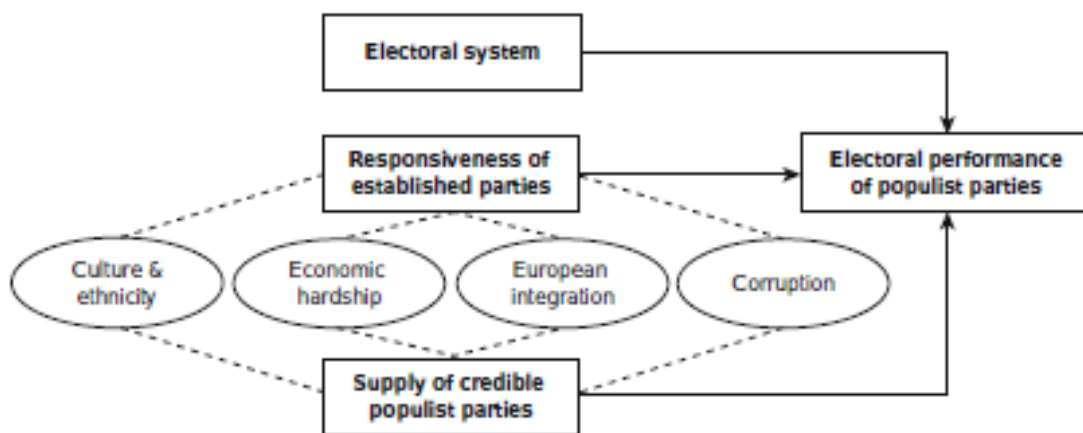 Electoral system
Responsiveness of
established parties
Electoral performance
of populist parties
Culture &
ethnicity
Economic
hardship
European
integration
Corruption
Supply of credible
populist parties